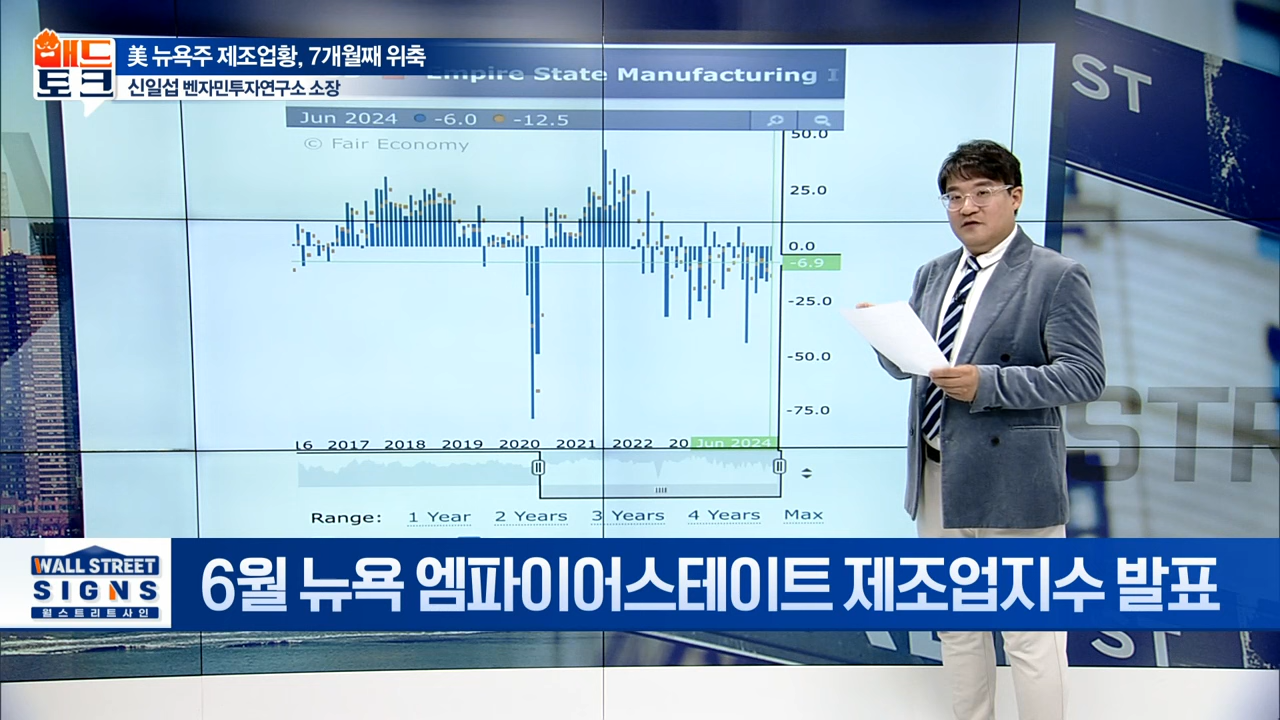 매드
토크
美 뉴욕주 제조업황, 7개월째 위축
신일섭 벤자민투자연구소 소장
Empire State Manufacturing I
Jun 2024 -6.0 -12.5
© Fair Economy
50.0
25.0
0.0
-6.9
-25.0
-50.0
-75.0
16 2017 2018 2019 2020 2021 2022 20 Jun 2024
Range: 1 Year 2 Years 3 Years 4 Years Max
ST
STR
WALL STREET
SIGNS
월스트리트사인
6월 뉴욕 엠파이어스테이트 제조업지수 발표
ST